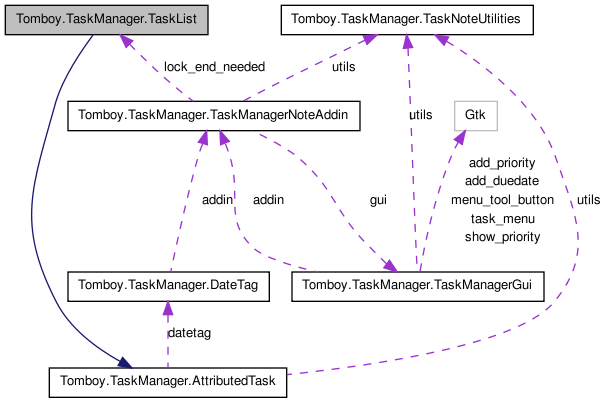 Tomboy.TaskManager.TaskList
Tomboy.TaskManager.TaskNoteUtilities
lock_end_needed
utils
Tomboy.TaskManager.TaskManagerNoteAddin
utils
Gtk
add_priority
add_duedate
menu_tool_button
task_menu
show_priority
addin
addin
gui
utils
Tomboy.TaskManager.DateTag
Tomboy.TaskManager.TaskManagerGui
datetag
Tomboy.TaskManager.AttributedTask